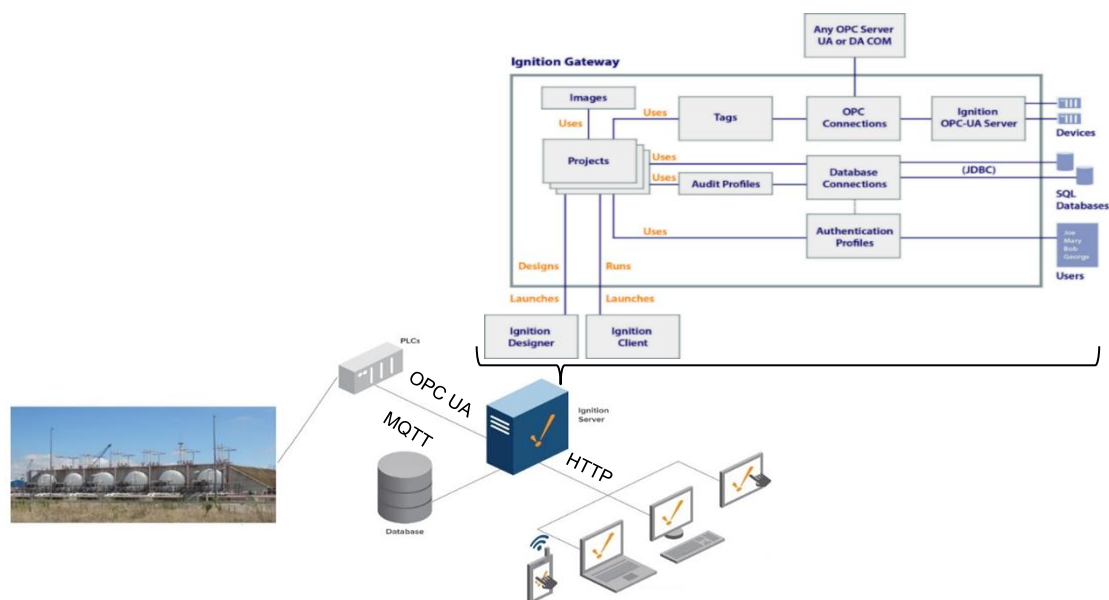 Any OPC Server
UA or DA COM
Ignition Gateway
Images
Uses
Uses
Tags
OPC
Connections
Ignition
OPC-UA Server
Devices
Projects
Uses
Uses
Audit Profiles
Database
Connections
(JDBC)
SQL
Databases
Uses
Authentication
Profiles
Joe
Mary
Bob
George
Users
Designs
Runs
Launches
Launches
Ignition
Designer
Ignition
Client
PLCs
OPC UA
MQTT
Ignition
Server
HTTP
Database